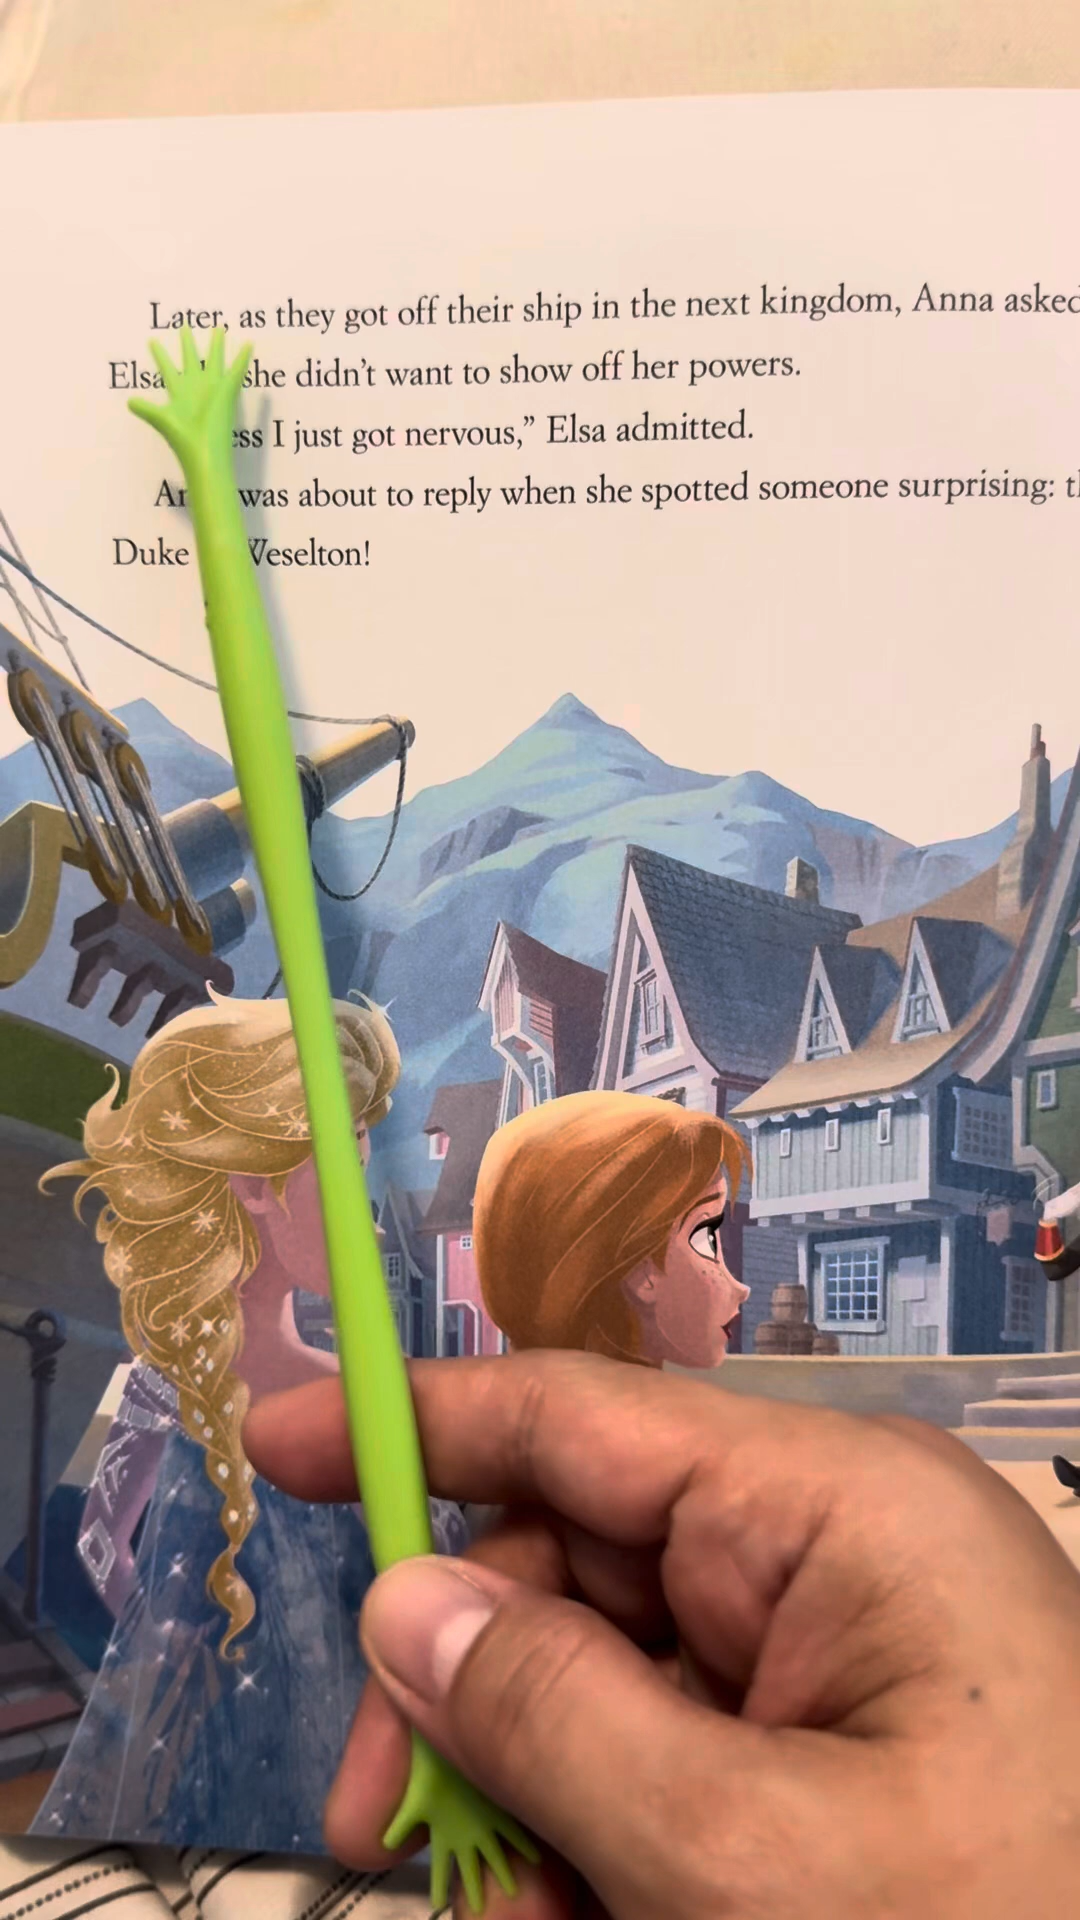 Later, as they got off their ship in the next kingdom, Anna asked
Elsa she didn't want to show off her powers.
I just got nervous,” Elsa admitted.
was about to reply when she spotted someone surprising:
Duke Weselton!